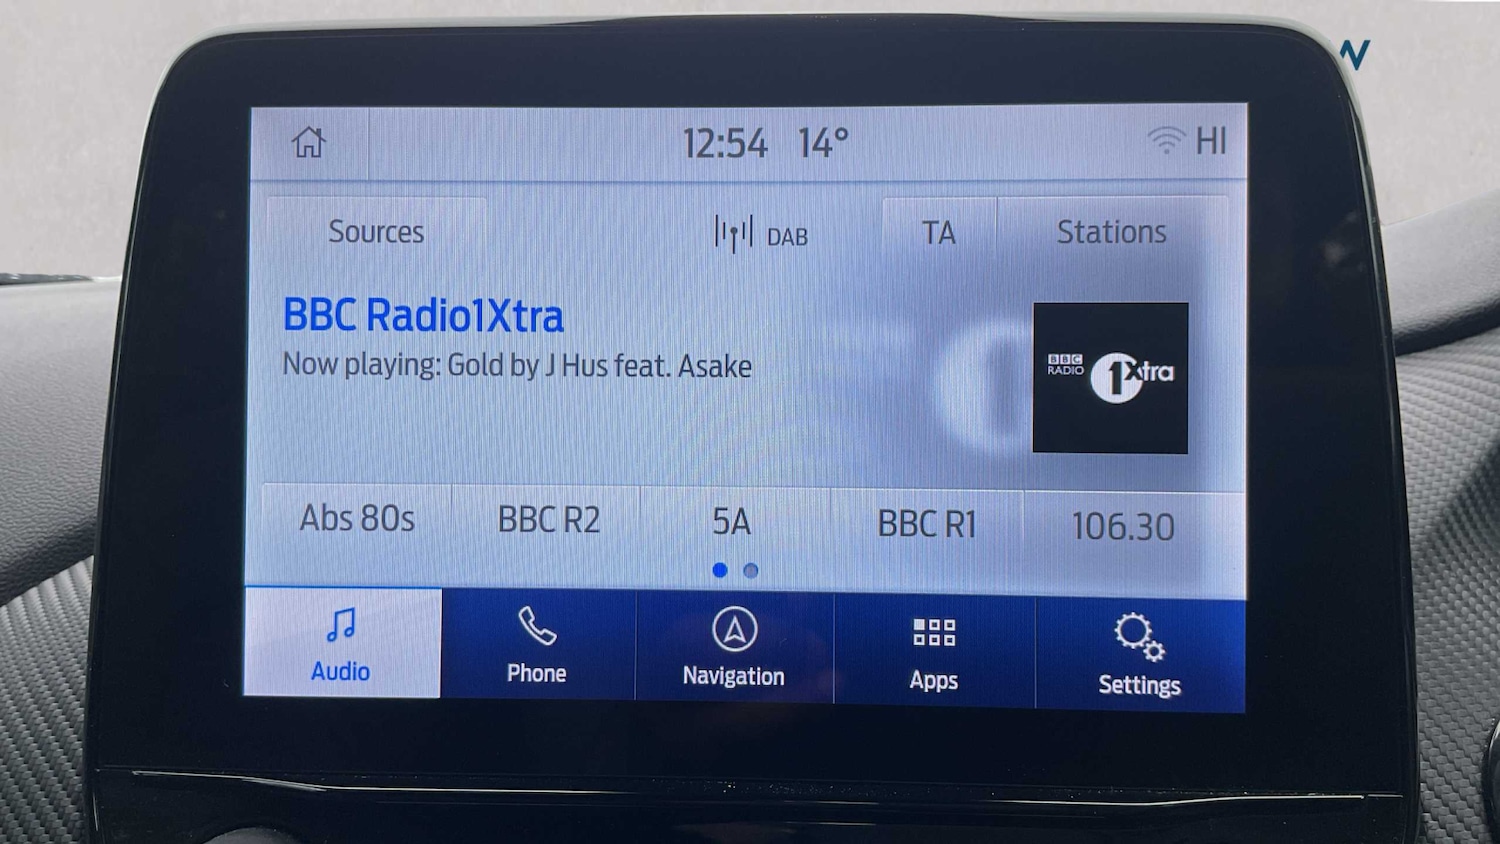 12:54 14° HI
Sources DAB TA Stations
BBC Radio1Xtra
Now playing: Gold by J Hus feat. Asake
BBC
RADIO 1Xtra
Abs 80s BBC R2 5A BBC R1 106.30
Audio Phone Navigation Apps Settings